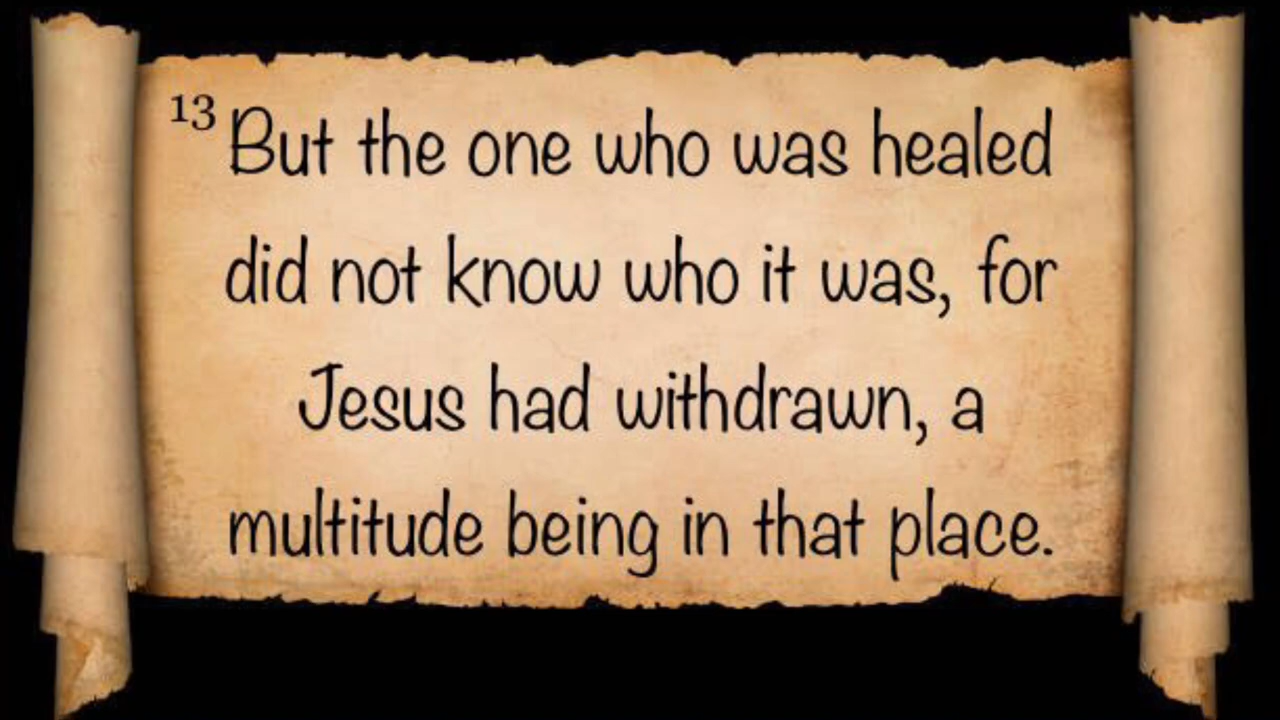 13 But the one who was healed
did not know who it was, for
Jesus had withdrawn, a
multitude being in that place.